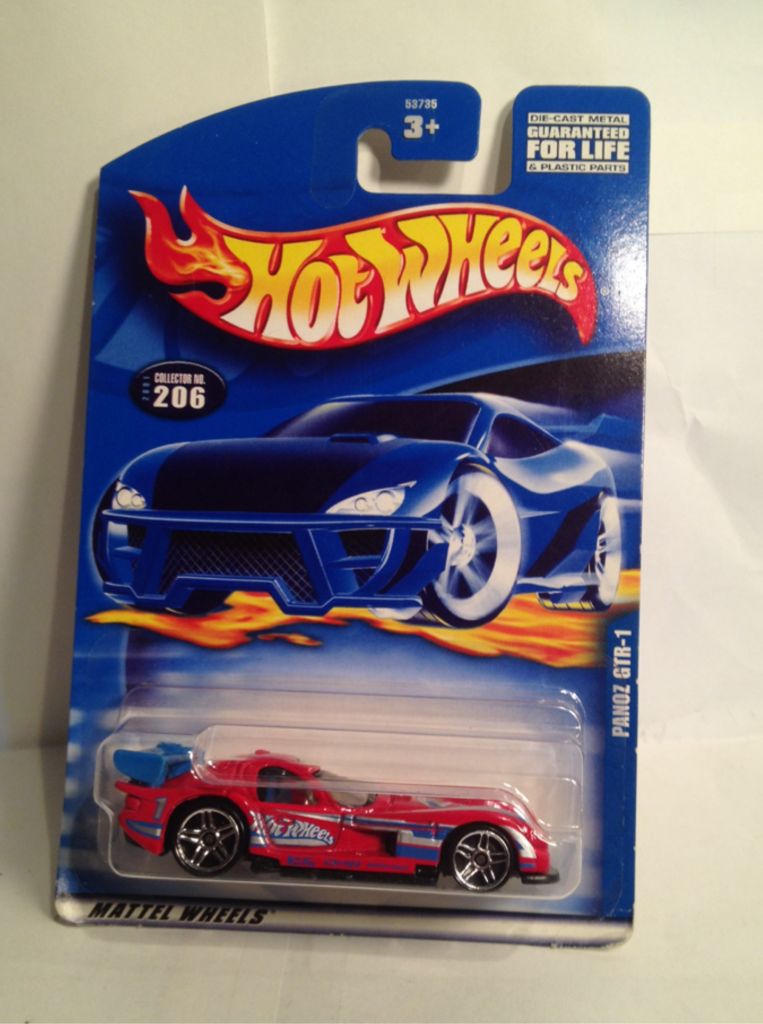 53735
3+
DIE-CAST METAL
GUARANTEED
FOR LIFE
& PLASTIC PARTS
HOT WHEELS
2001
COLLECTOR NO.
206
PANOZ GTR-1
HOT WHEELS
MATTEL WHEELS